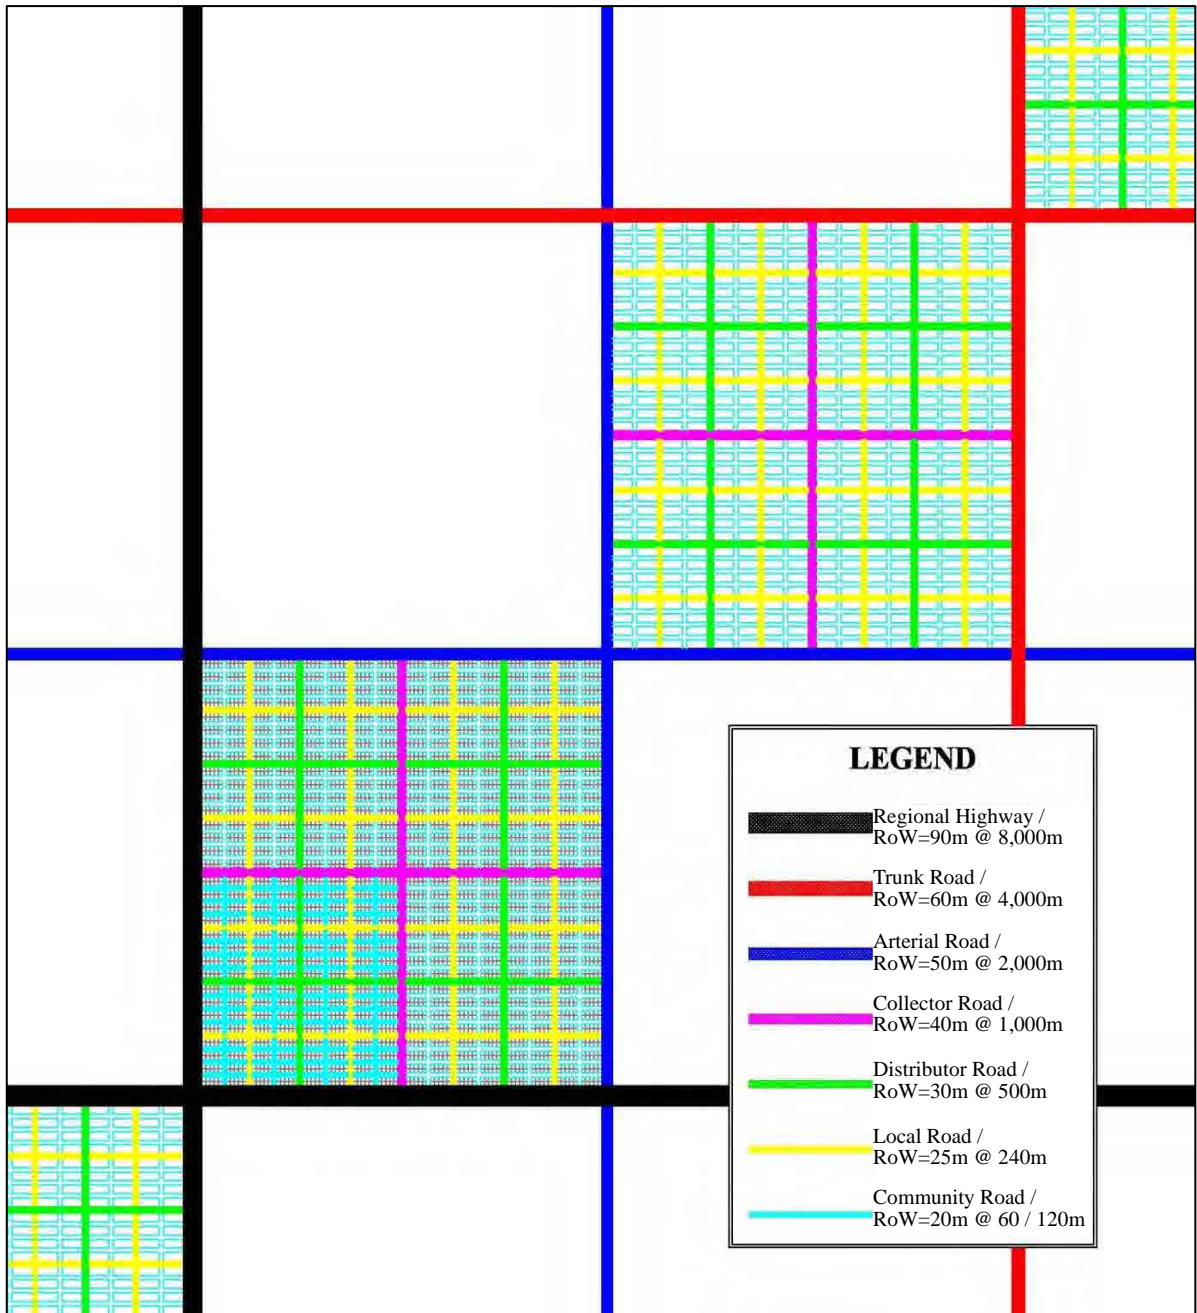 LEGEND
Regional Highway /
RoW=90m @ 8,000m
Trunk Road /
RoW=60m @ 4,000m
Arterial Road /
RoW=50m @ 2,000m
Collector Road /
RoW=40m @ 1,000m
Distributor Road /
RoW=30m @ 500m
Local Road /
RoW=25m @ 240m
Community Road /
RoW=20m @ 60 / 120m